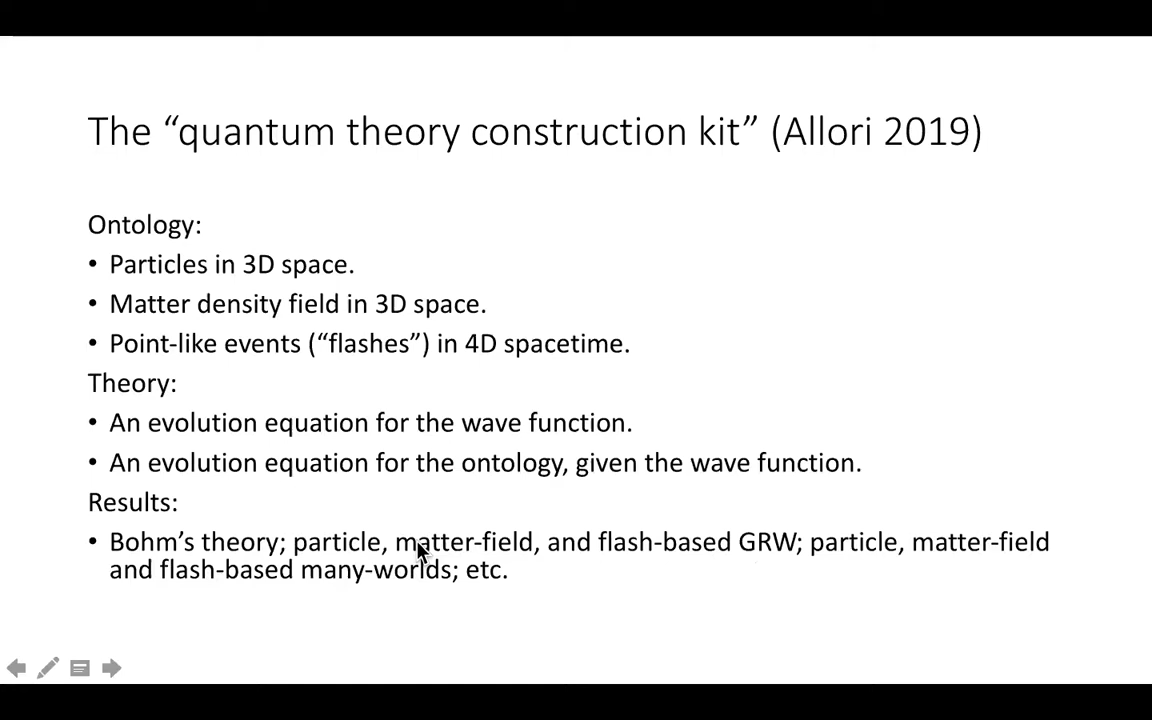 The “quantum theory construction kit” (Allori 2019)
Ontology:
• Particles in 3D space.
• Matter density field in 3D space.
• Point-like events (“flashes”) in 4D spacetime.
Theory:
• An evolution equation for the wave function.
• An evolution equation for the ontology, given the wave function.
Results:
• Bohm’s theory; particle, matter-field, and flash-based GRW; particle, matter-field
and flash-based many-worlds; etc.